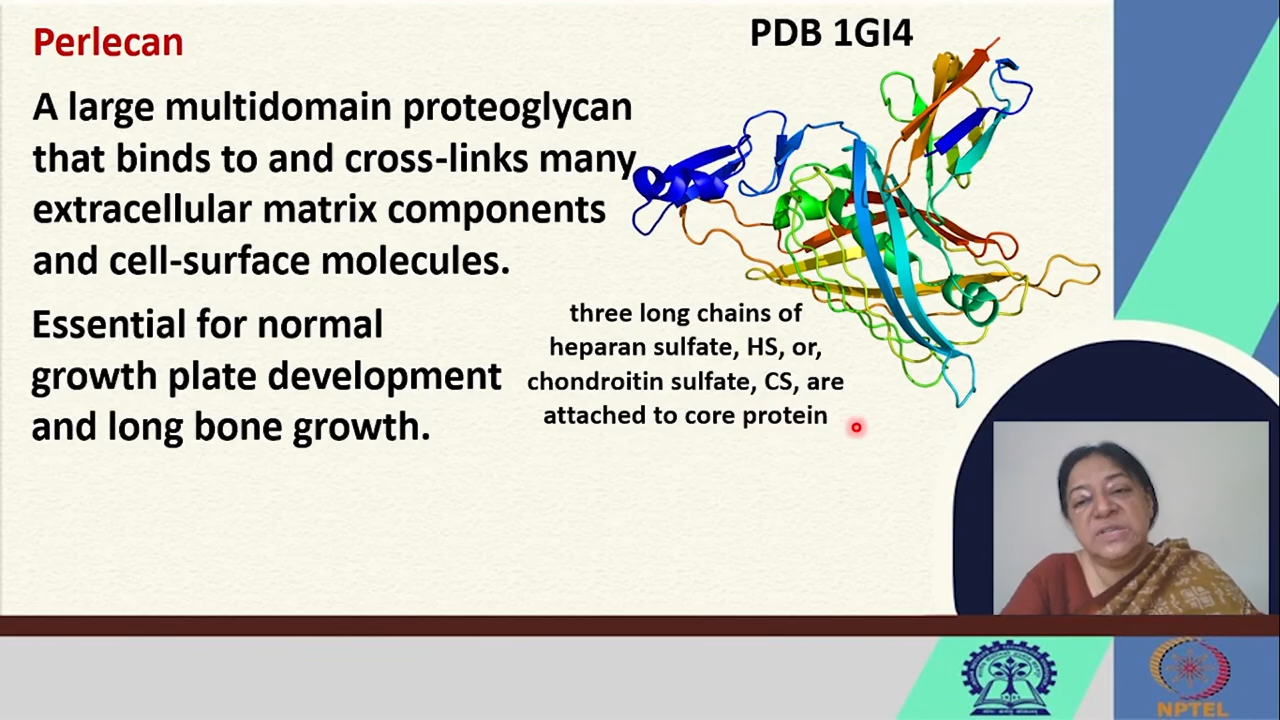 Perlecan
PDB 1GI4
A large multidomain proteoglycan
that binds to and cross-links many
extracellular matrix components
and cell-surface molecules.
Essential for normal
growth plate development
and long bone growth.
three long chains of
heparan sulfate, HS, or,
chondroitin sulfate, CS, are
attached to core protein
NPTEL